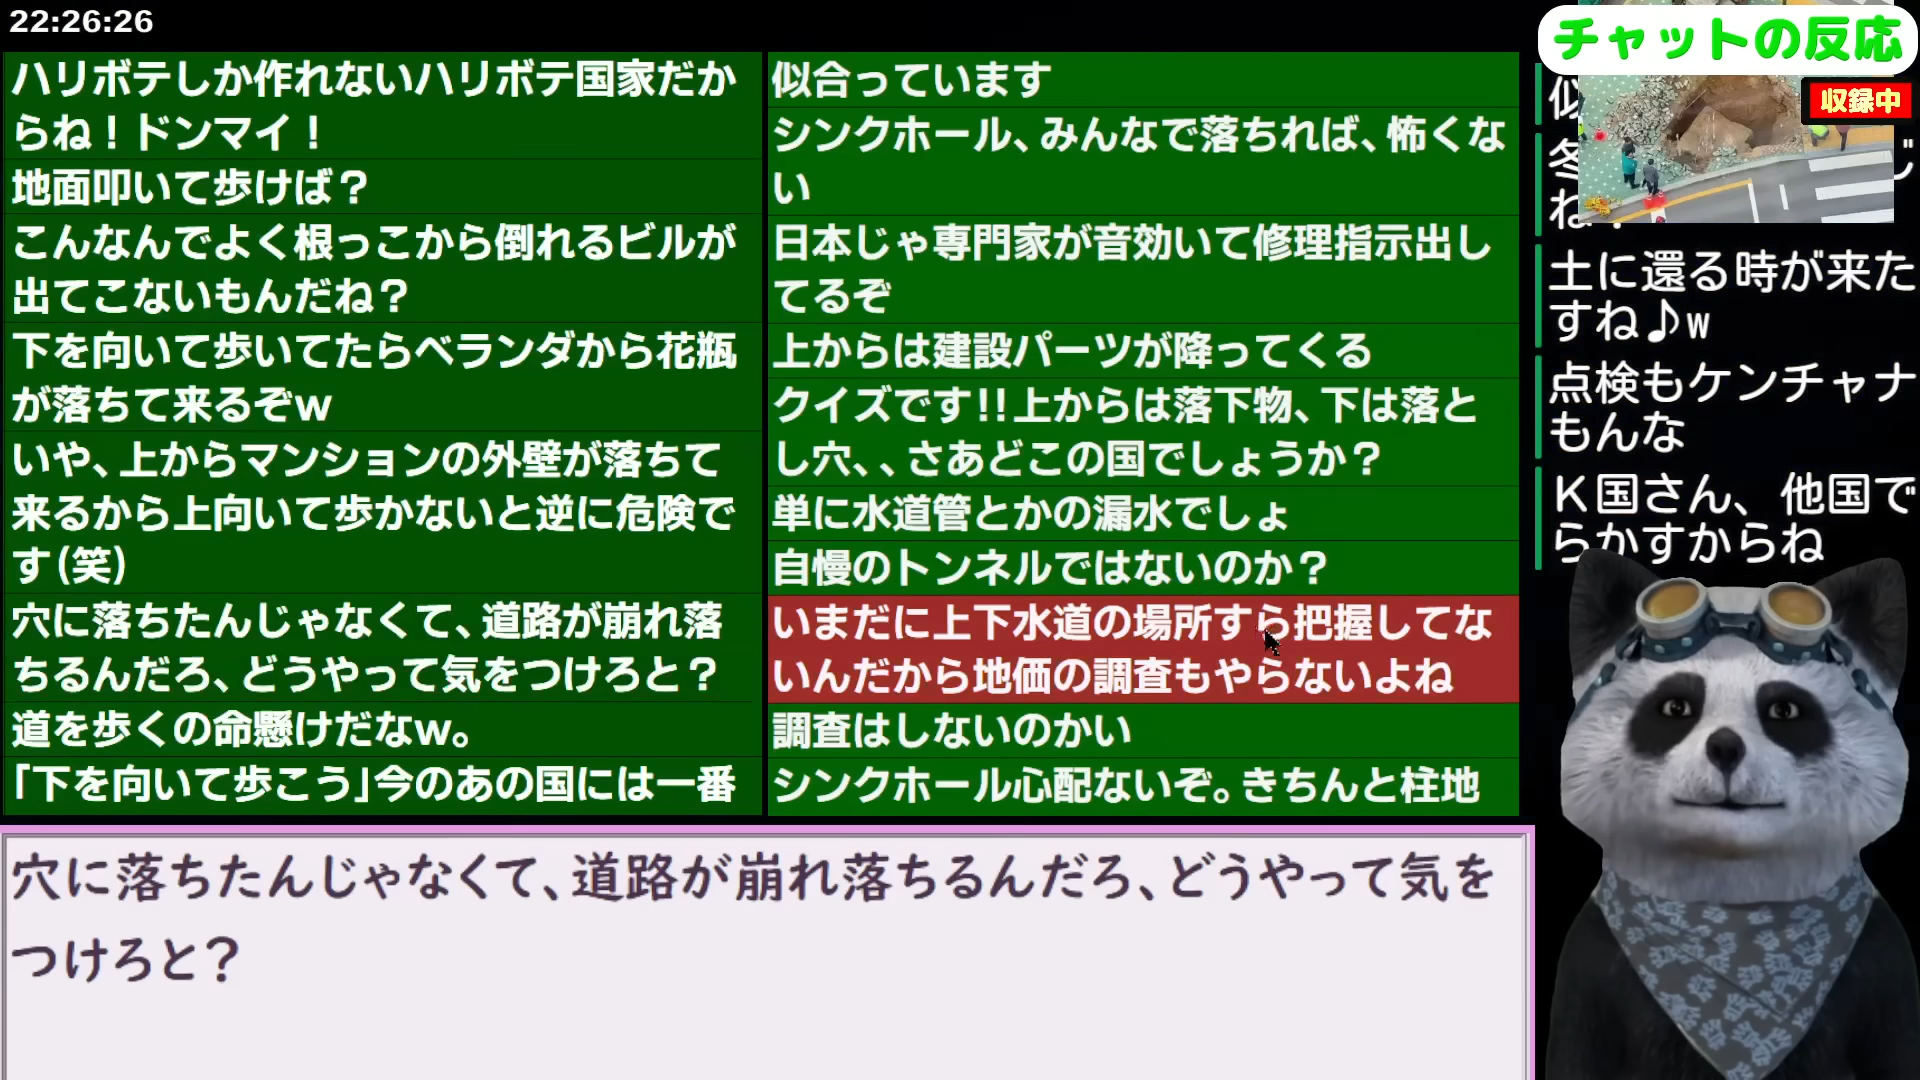 22:26:26
ハリボテしか作れないハリボテ国家だか
らね！ドンマイ！
地面叩いて歩けば？
こんなんでよく根っこから倒れるビルが
出てこないもんだね？
下を向いて歩いてたらベランダから花瓶
が落ちて来るぞw
いや、上からマンションの外壁が落ちて
来るから上向いて歩かないと逆に危険で
す(笑)
穴に落ちたんじゃなくて、道路が崩れ落
ちるんだろ、どうやって気をつけろと？
道を歩くの命懸けだなw。
「下を向いて歩こう」今のあの国には一番
似合っています
シンクホール、みんなで落ちれば、怖くな
い
日本じゃ専門家が音効いて修理指示出し
てるぞ
上からは建設パーツが降ってくる
クイズです!!上からは落下物、下は落と
し穴、、さあどこの国でしょうか？
単に水道管とかの漏水でしょ
自慢のトンネルではないのか？
いまだに上下水道の場所すら把握してな
いんだから地価の調査もやらないよね
調査はしないのかい
シンクホール心配ないぞ。きちんと柱地
チャットの反応
収録中
似
冬
ね！
土に還る時が来た
すね♪w
点検もケンチャナ
もんな
K国さん、他国で
らかすからね
穴に落ちたんじゃなくて、道路が崩れ落ちるんだろ、どうやって気を
つけろと？